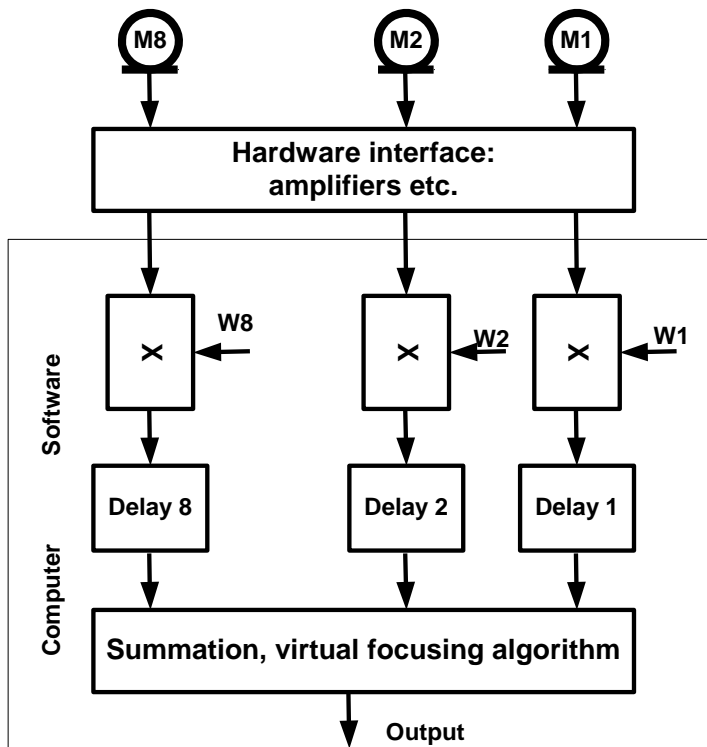 M8
M2
M1
Hardware interface:
amplifiers etc.
W8
W2
W1
X
X
X
Software
Delay 8
Delay 2
Delay 1
Computer
Summation, virtual focusing algorithm
Output